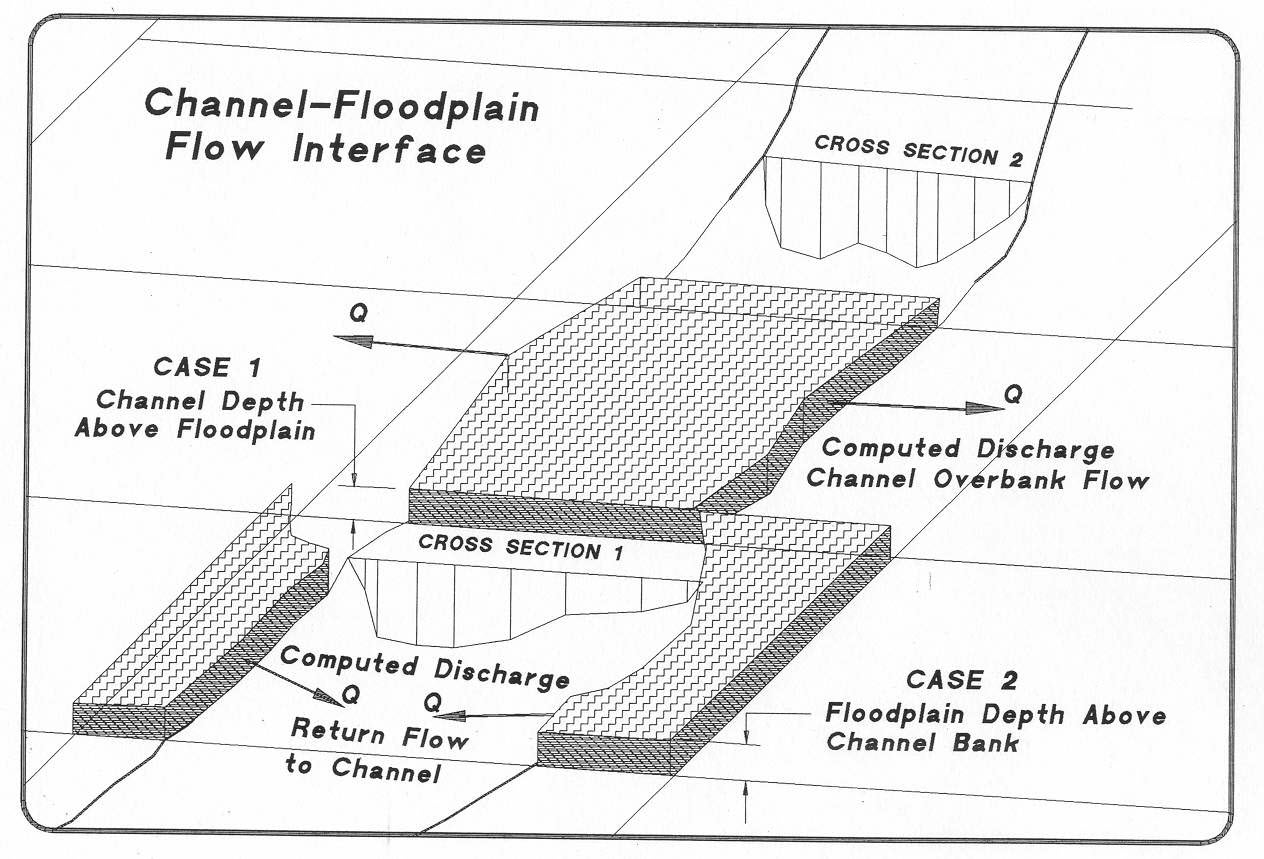 Channel-Floodplain
Flow Interface
CROSS SECTION 2
Q
CASE 1
Channel Depth
Above Floodplain
Q
Computed Discharge
Channel Overbank Flow
CROSS SECTION 1
Computed Discharge
Q
Q
Return Flow
to Channel
CASE 2
Floodplain Depth Above
Channel Bank